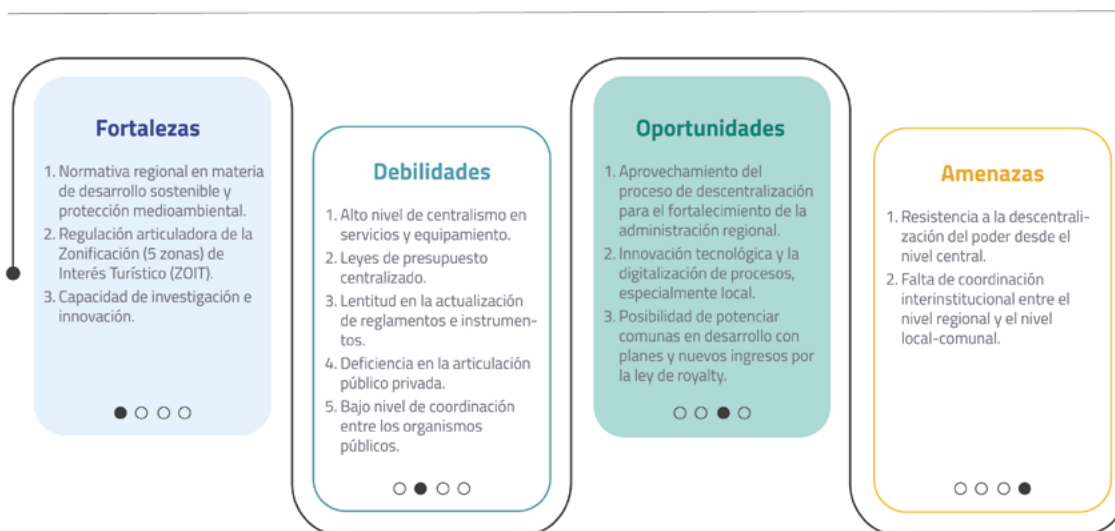 Fortalezas
1. Normativa regional en materia
de desarrollo sostenible y
protección medioambiental.
2. Regulación articuladora de la
Zonificación (5 zonas) de
Interés Turístico (ZOIT).
3. Capacidad de investigación e
innovación.
Debilidades
1. Alto nivel de centralismo en
servicios y equipamiento.
2. Leyes de presupuesto
centralizado.
3. Lentitud en la actualización
de reglamentos e instrumen-
tos.
4. Deficiencia en la articulación
público privada.
5. Bajo nivel de coordinación
entre los organismos
públicos.
Oportunidades
1. Aprovechamiento del
proceso de descentralización
para el fortalecimiento de la
administración regional.
2. Innovación tecnológica y la
digitalización de procesos,
especialmente local.
3. Posibilidad de potenciar
comunas en desarrollo con
planes y nuevos ingresos por
la ley de royalty.
Amenazas
1. Resistencia a la descentrali-
zación del poder desde el
nivel central.
2. Falta de coordinación
interinstitucional entre el
nivel regional y el nivel
local-comunal.